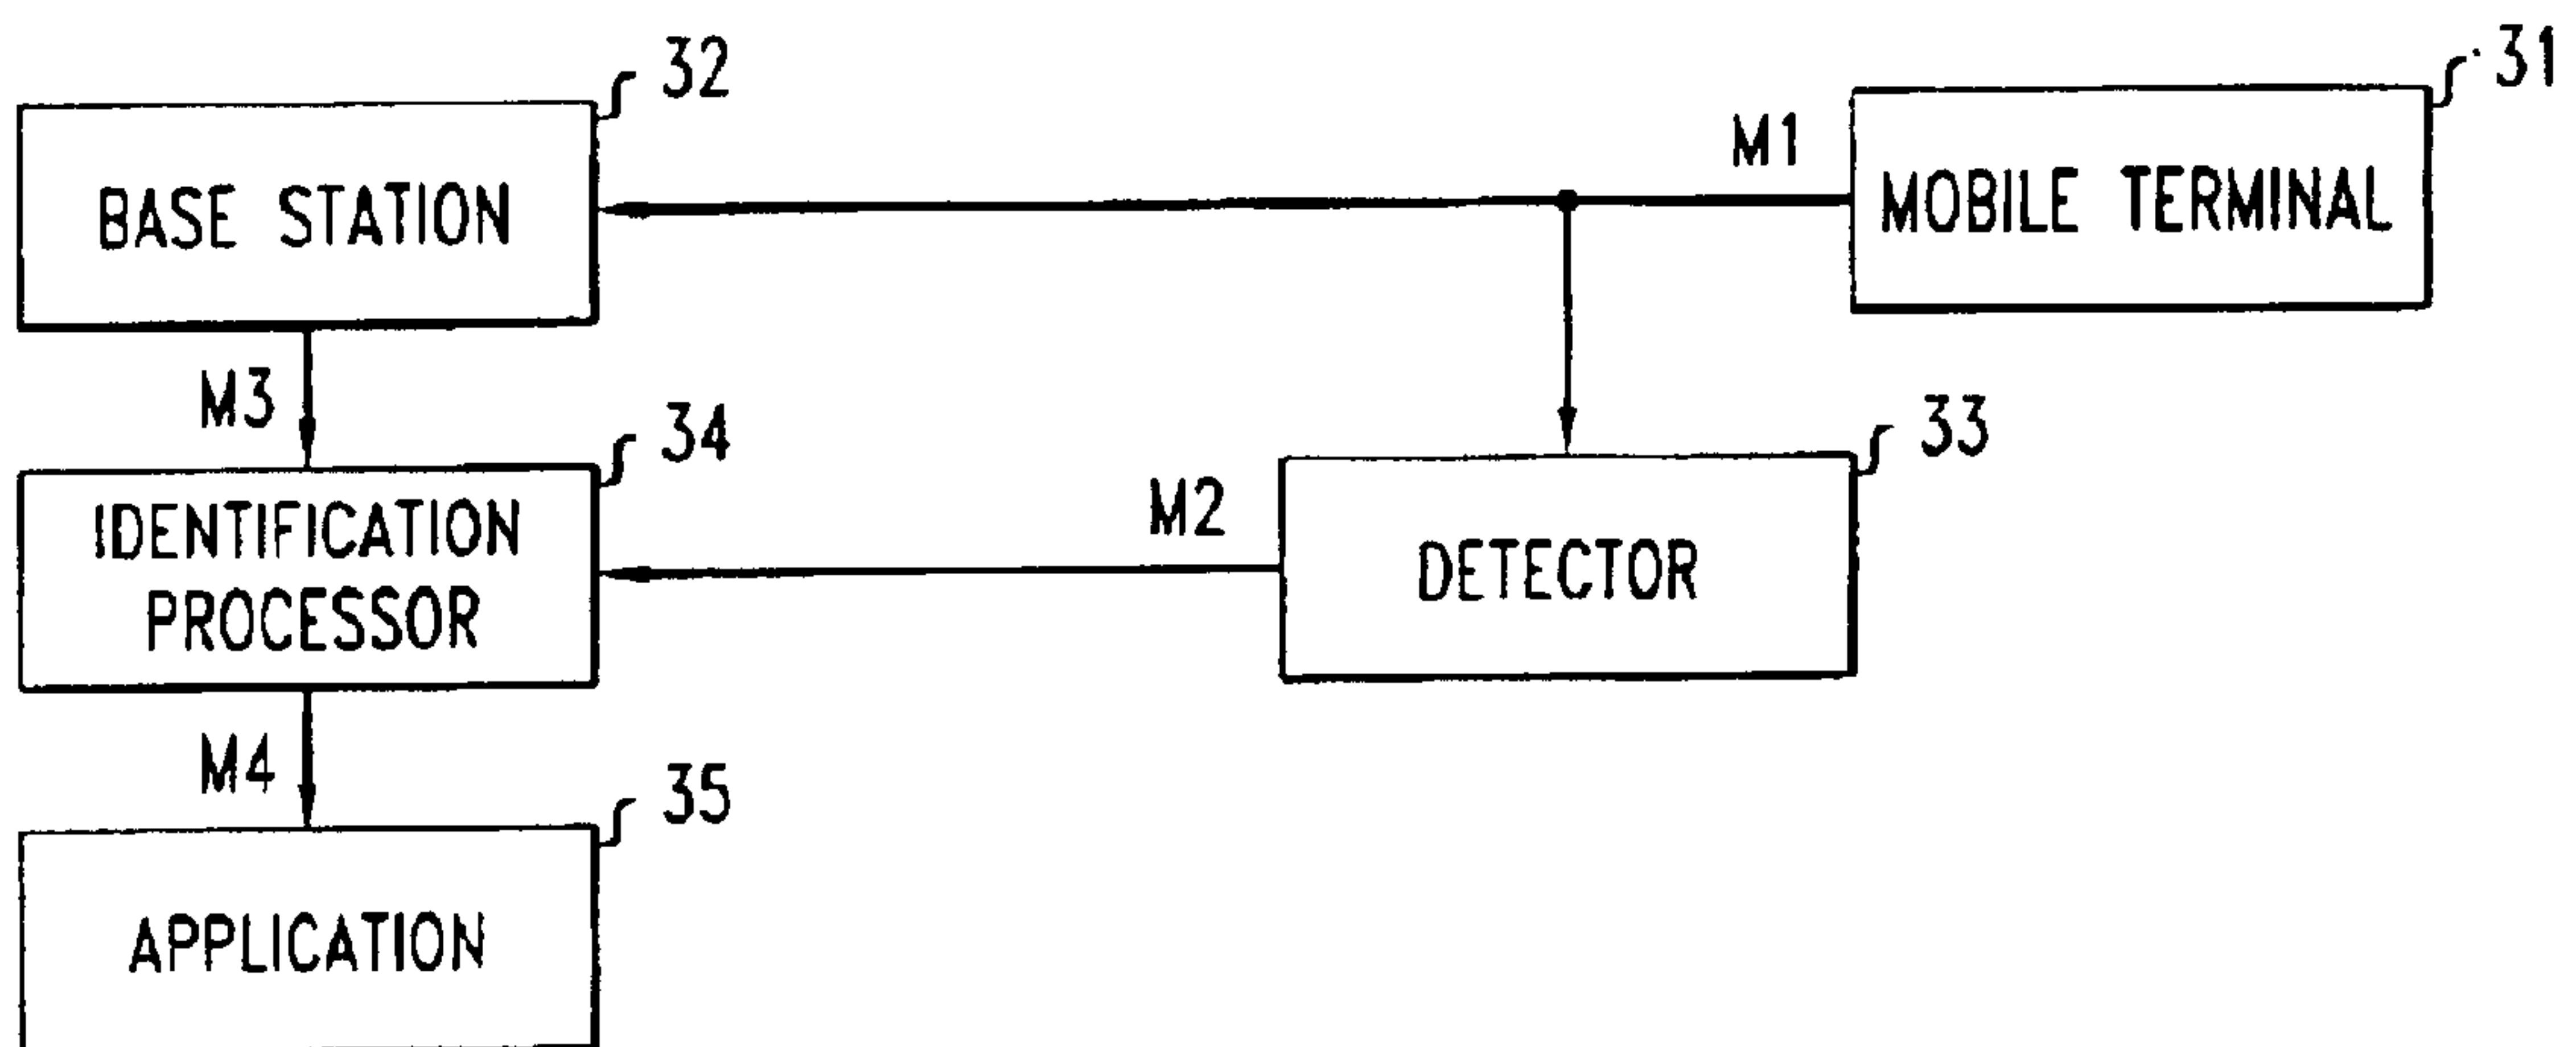 32
31
M1
BASE STATION
MOBILE TERMINAL
M3
34
33
M2
IDENTIFICATION
PROCESSOR
DETECTOR
M4
35
APPLICATION